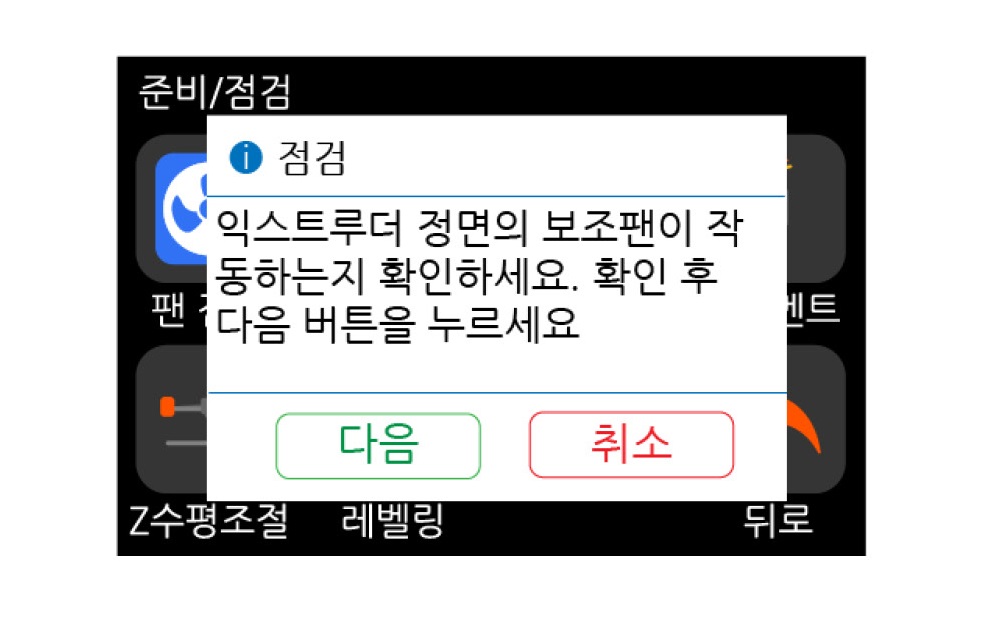 준비/점검
점검
익스트루더 정면의 보조팬이 작
동하는지 확인하세요. 확인 후
다음 버튼을 누르세요
팬
다음
취소
Z수평조절
레벨링
뒤로